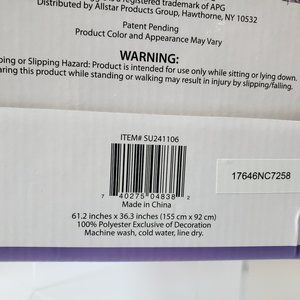 is a registered trademark of APG
Distributed by Allstar Products Group, Hawthorne, NY 10532
Patent Pending
Product Color and Appearance May Vary
WARNING:
or Slipping Hazard: Product is intended for use only while sitting or lying down.
this product while standing or walking may result in injury by slipping/falling.
ITEM# SU241106
7 40275 04838 2
17646NC7258
Made in China
61.2 inches x 36.3 inches (155 cm x 92 cm)
100% Polyester Exclusive of Decoration
Machine wash, cold water, line dry.